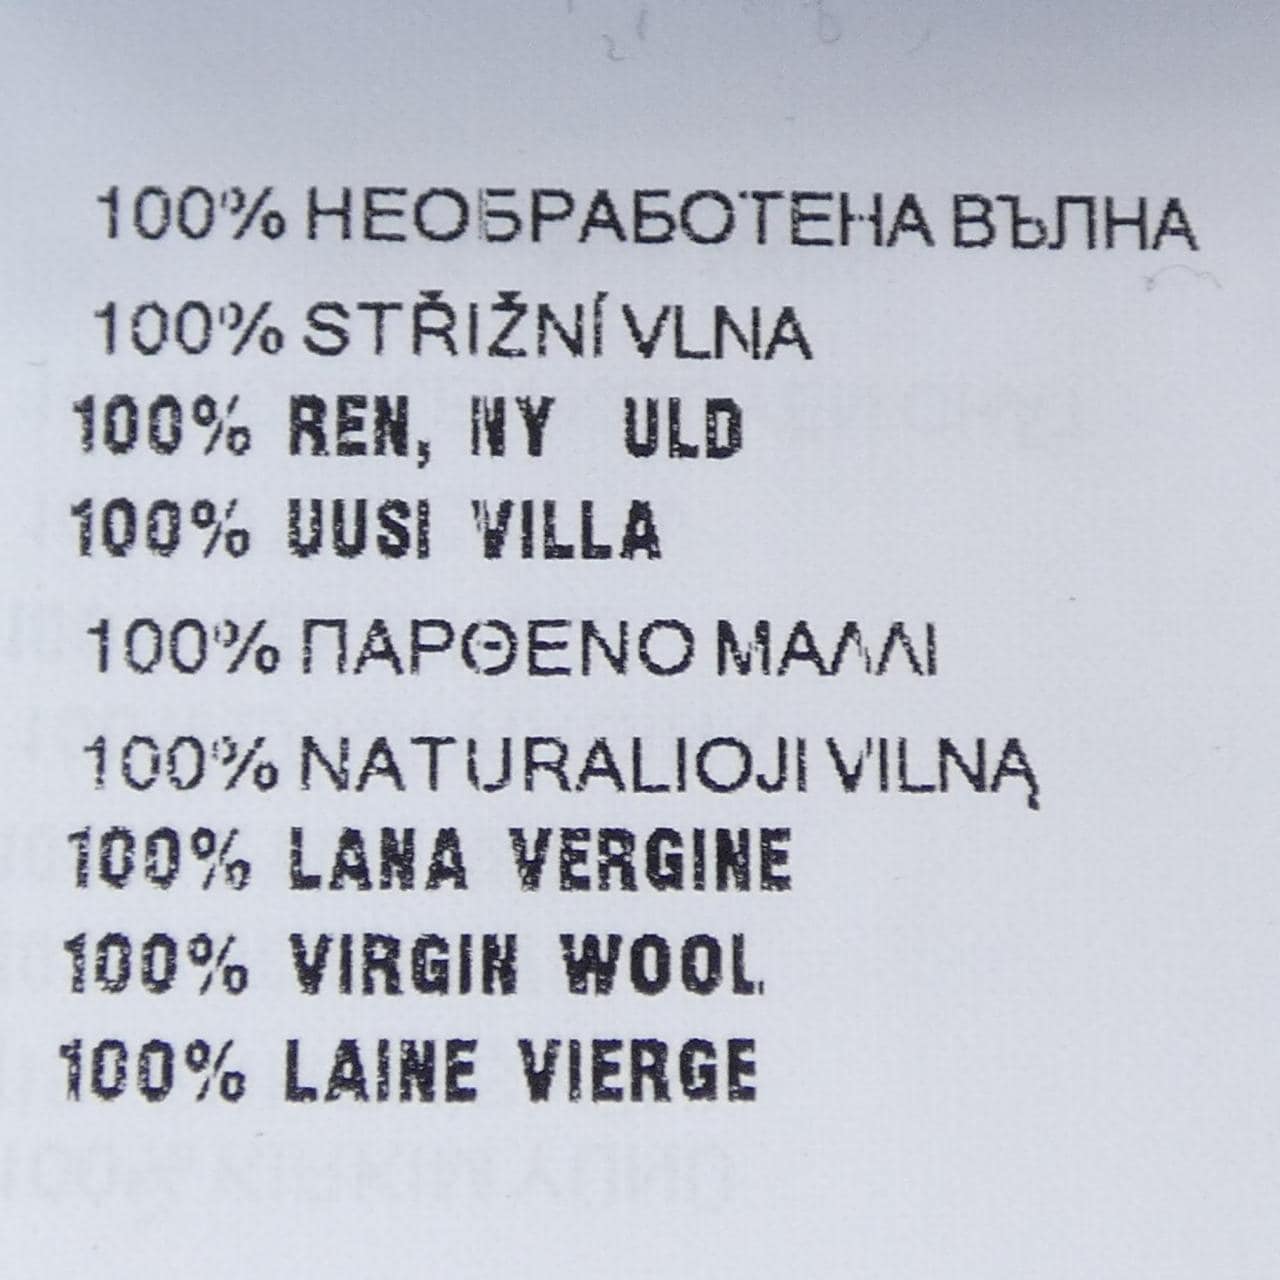 100% НЕОБРАБОТЕНА ВЪЛНА
100% STŘIŽNÍ VLNA
100% REN, NY ULD
100% UUSI VILLA
100% ΠΑΡΘΕΝΟ ΜΑΛΛΙ
100% NATURALIOJI VILNĄ
100% LANA VERGINE
100% VIRGIN WOOL
100% LAINE VIERGE